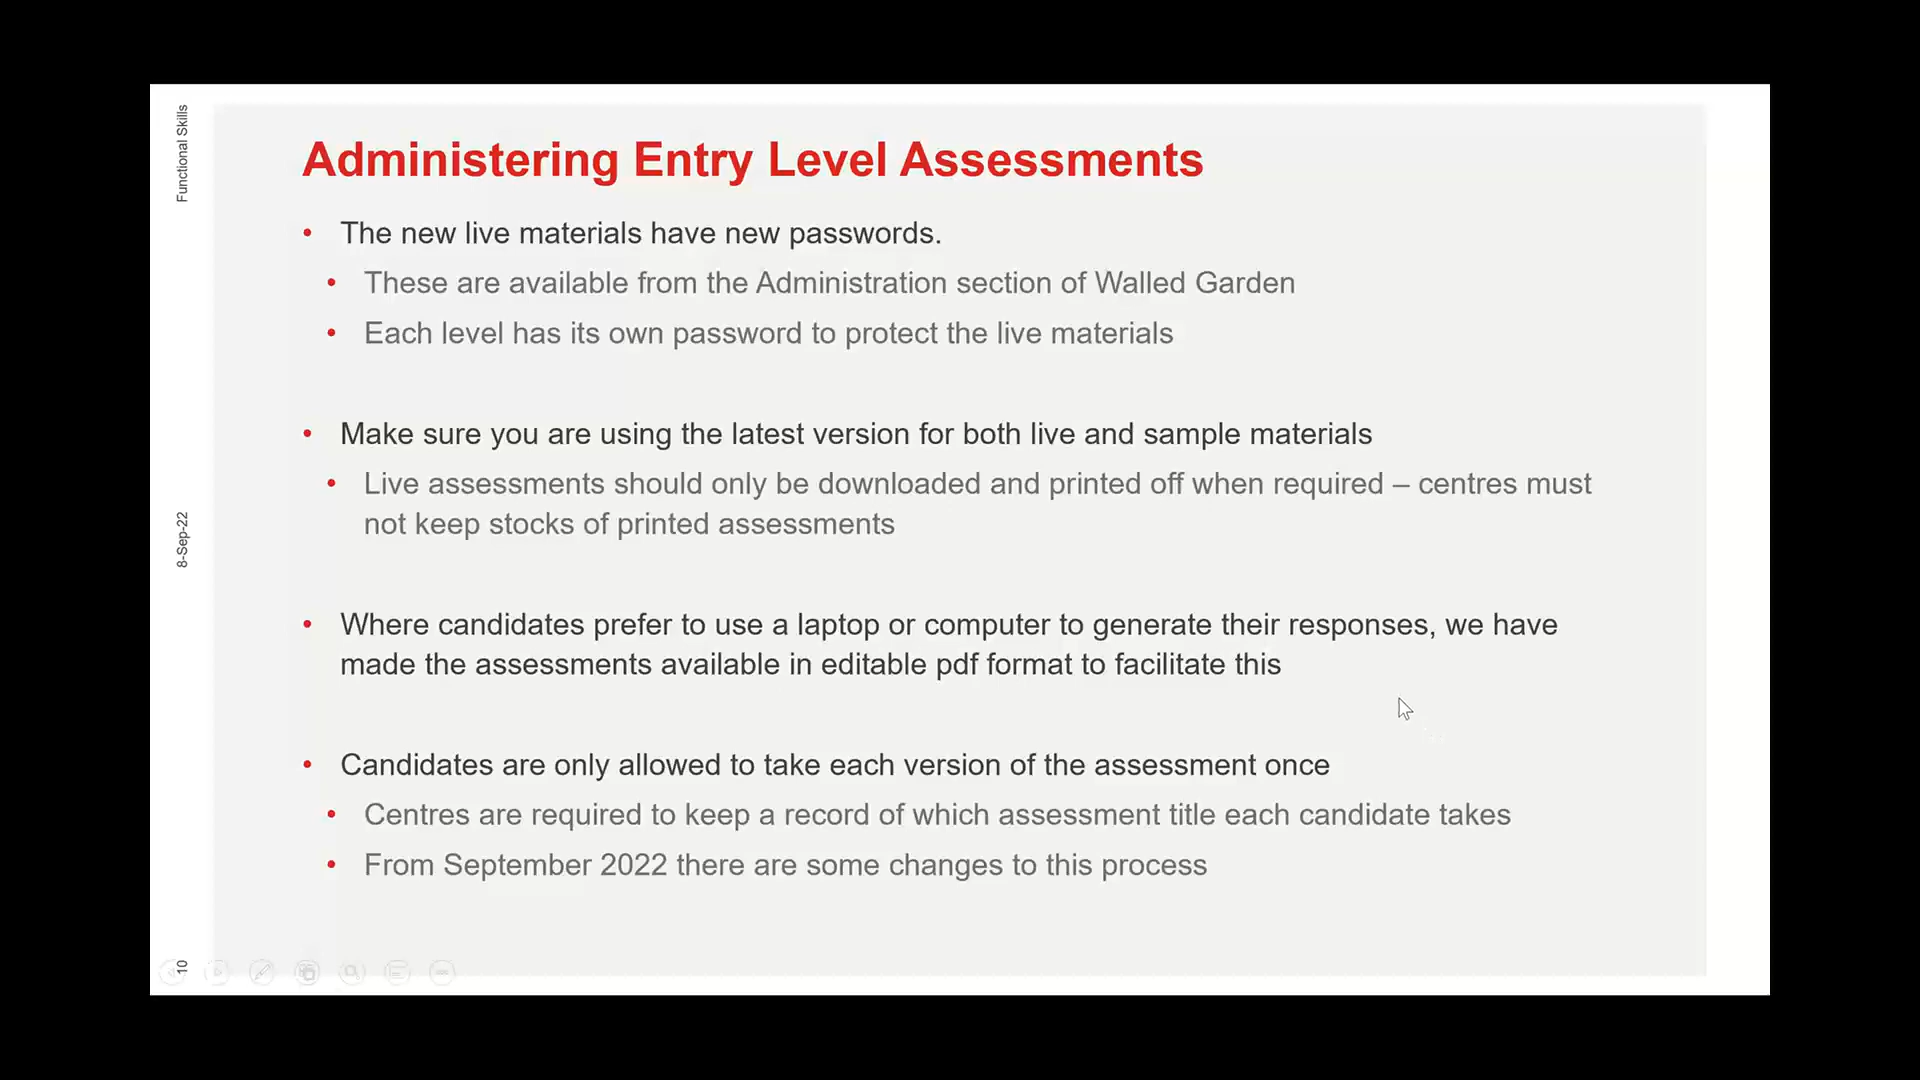 Functional Skills
Administering Entry Level Assessments
• The new live materials have new passwords.
• These are available from the Administration section of Walled Garden
• Each level has its own password to protect the live materials
• Make sure you are using the latest version for both live and sample materials
• Live assessments should only be downloaded and printed off when required – centres must
not keep stocks of printed assessments
• Where candidates prefer to use a laptop or computer to generate their responses, we have
made the assessments available in editable pdf format to facilitate this
• Candidates are only allowed to take each version of the assessment once
• Centres are required to keep a record of which assessment title each candidate takes
• From September 2022 there are some changes to this process
8-Sep-22
10